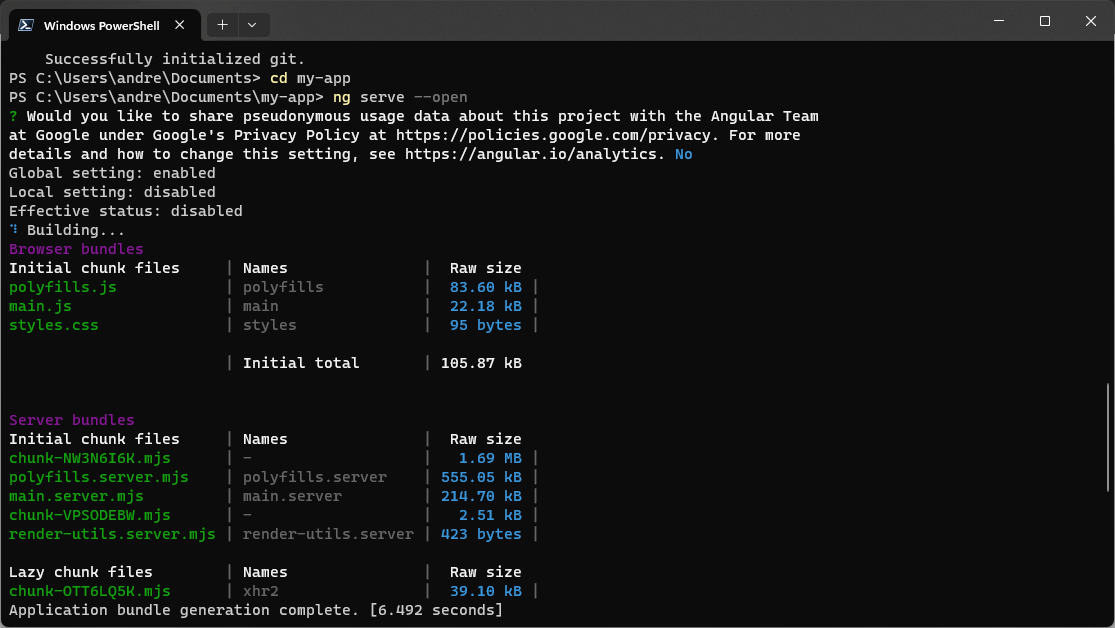 Windows PowerShell
    Successfully initialized git.
PS C:\Users\andre\Documents> cd my-app
PS C:\Users\andre\Documents\my-app> ng serve --open
? Would you like to share pseudonymous usage data about this project with the Angular Team
at Google under Google's Privacy Policy at https://policies.google.com/privacy. For more
details and how to change this setting, see https://angular.io/analytics. No
Global setting: enabled
Local setting: disabled
Effective status: disabled
⠹ Building...
Browser bundles
Initial chunk files     | Names               |  Raw size
polyfills.js            | polyfills           |  83.60 kB |
main.js                 | main                |  22.18 kB |
styles.css              | styles              |  95 bytes |
                        | Initial total       | 105.87 kB
Server bundles
Initial chunk files     | Names               |  Raw size
chunk-NW3N6I6K.mjs      | -                   |   1.69 MB |
polyfills.server.mjs    | polyfills.server    | 555.05 kB |
main.server.mjs         | main.server         | 214.70 kB |
chunk-VPSODEBW.mjs      | -                   |   2.51 kB |
render-utils.server.mjs | render-utils.server | 423 bytes |
Lazy chunk files        | Names               |  Raw size
chunk-OTT6LQ5K.mjs      | xhr2                |  39.10 kB |
Application bundle generation complete. [6.492 seconds]